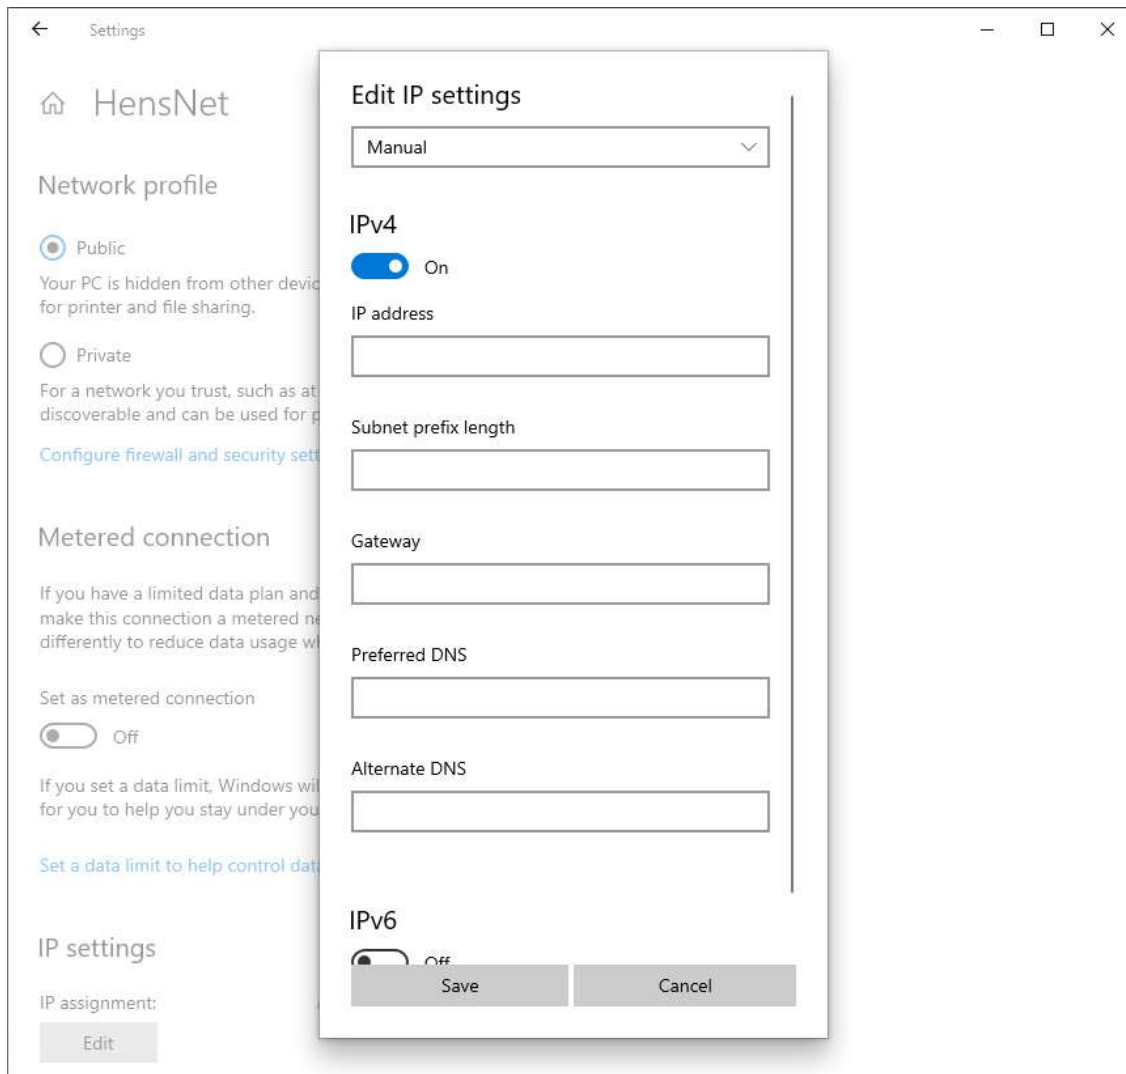 Settings
HensNet
Network profile
Public
Your PC is hidden from other devic
for printer and file sharing.
Private
For a network you trust, such as at
discoverable and can be used for p
Configure firewall and security sett
Metered connection
If you have a limited data plan and
make this connection a metered ne
differently to reduce data usage wh
Set as metered connection
Off
If you set a data limit, Windows wil
for you to help you stay under you
Set a data limit to help control data
IP settings
IP assignment:
Edit
Edit IP settings
Manual
IPv4
On
IP address
Subnet prefix length
Gateway
Preferred DNS
Alternate DNS
IPv6
Off
Save
Cancel